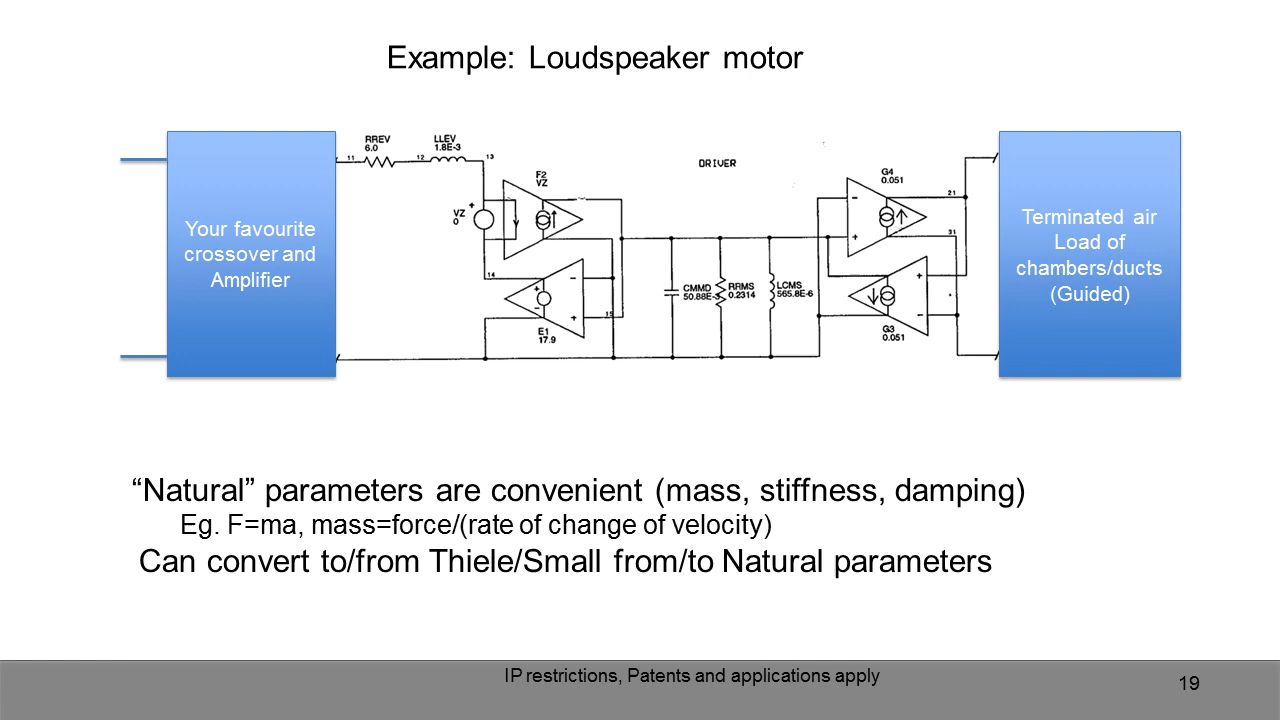 Example: Loudspeaker motor
RREV
6.0
LLEV
1.8E-3
11
12
13
DRIVER
F2
VZ
G4
0.051
21
VZ
0
+
31
14
Your favourite
crossover and
Amplifier
Terminated air
Load of
chambers/ducts
(Guided)
CMMD
RRMS
0.2314
LCMS
565.8E-6
15
E1
17.9
G3
0.051
“Natural” parameters are convenient (mass, stiffness, damping)
Eg. F=ma, mass=force/(rate of change of velocity)
Can convert to/from Thiele/Small from/to Natural parameters
IP restrictions, Patents and applications apply
19